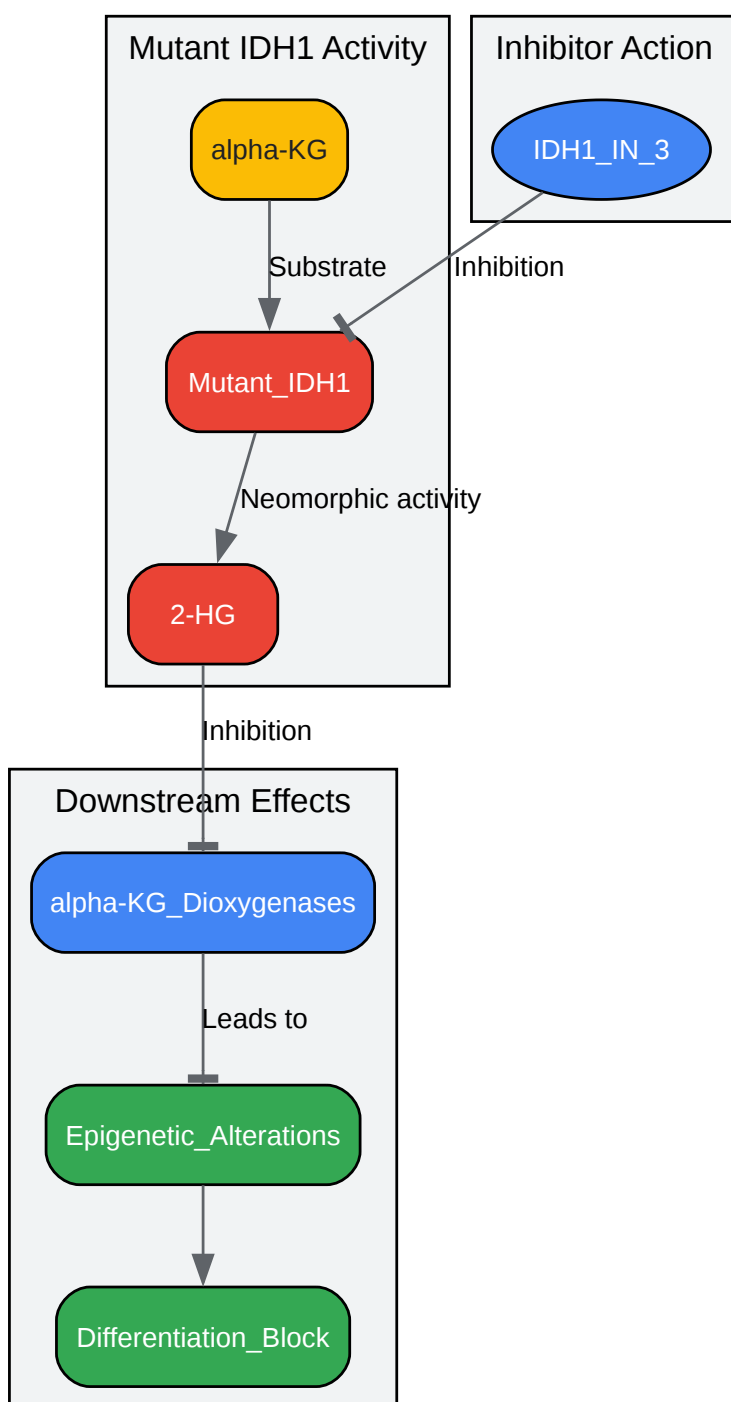 Mutant IDH1 Activity
Inhibitor Action
alpha-KG
IDH1_IN_3
Substrate
Inhibition
Mutant_IDH1
Neomorphic activity
2-HG
Inhibition
Downstream Effects
alpha-KG_Dioxygenases
Leads to
Epigenetic_Alterations
Differentiation_Block